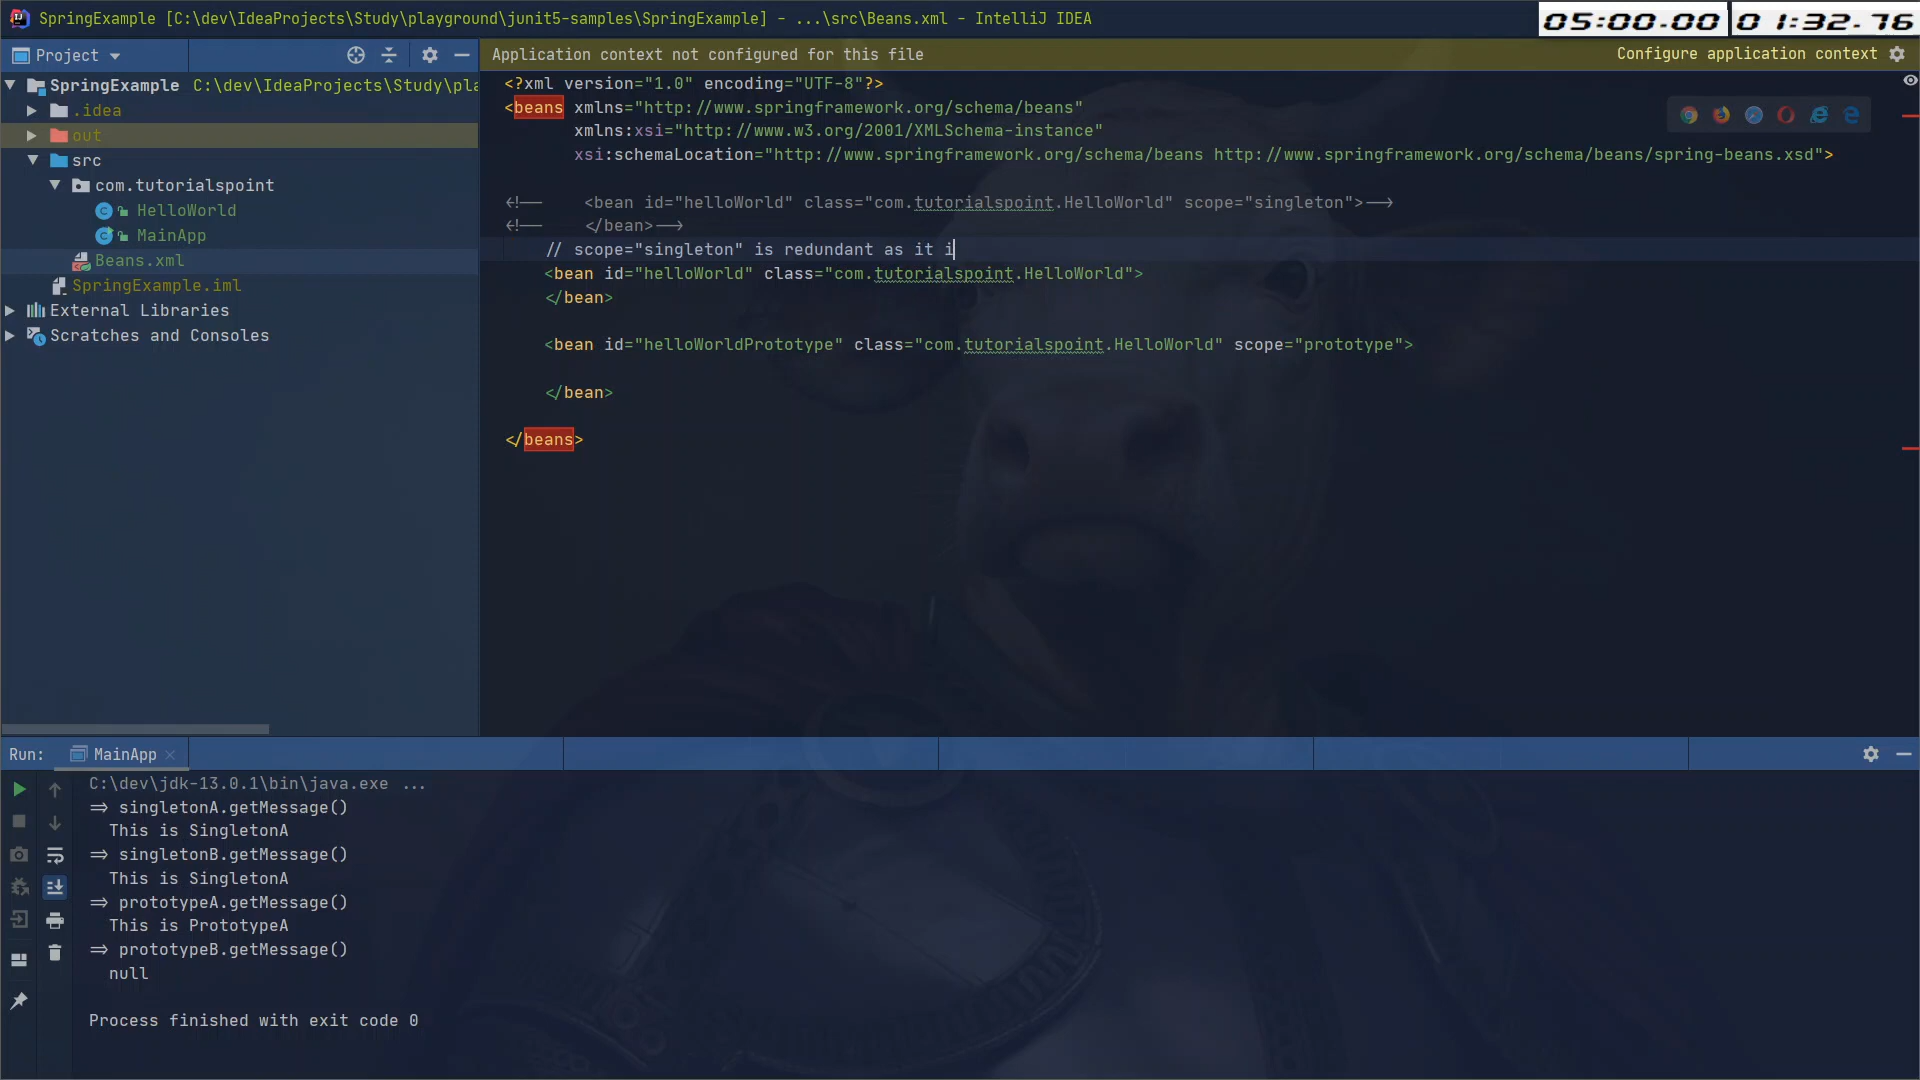 SpringExample [C:\dev\IdeaProjects\Study\playground\junit5-samples\SpringExample] - ...\src\Beans.xml - IntelliJ IDEA
05:00.00
0 1:32.76
Project
Application context not configured for this file
Configure application context
SpringExample C:\dev\IdeaProjects\Study\pla
.idea
out
src
com.tutorialspoint
HelloWorld
MainApp
Beans.xml
SpringExample.iml
External Libraries
Scratches and Consoles
<?xml version="1.0" encoding="UTF-8"?>
<beans xmlns="http://www.springframework.org/schema/beans"
xmlns:xsi="http://www.w3.org/2001/XMLSchema-instance"
xsi:schemaLocation="http://www.springframework.org/schema/beans http://www.springframework.org/schema/beans/spring-beans.xsd">
<!-- <bean id="helloWorld" class="com.tutorialspoint.HelloWorld" scope="singleton">-->
<!-- </bean>-->
// scope="singleton" is redundant as it i
<bean id="helloWorld" class="com.tutorialspoint.HelloWorld">
</bean>
<bean id="helloWorldPrototype" class="com.tutorialspoint.HelloWorld" scope="prototype">
</bean>
</beans>
Run: MainApp
C:\dev\jdk-13.0.1\bin\java.exe ...
=> singletonA.getMessage()
This is SingletonA
=> singletonB.getMessage()
This is SingletonA
=> prototypeA.getMessage()
This is PrototypeA
=> prototypeB.getMessage()
null
Process finished with exit code 0